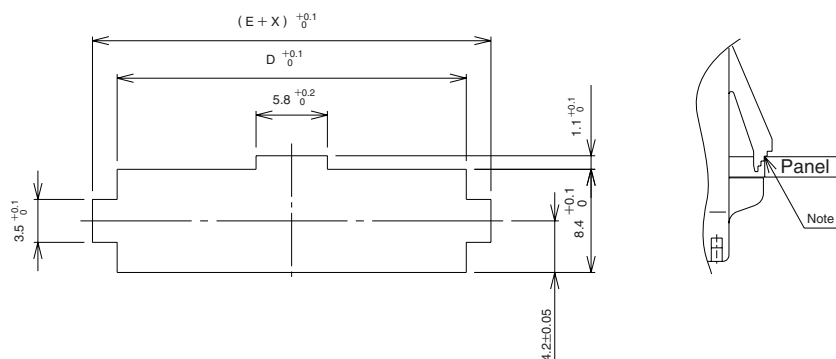 ( E + X ) +0.1 0
D +0.1 0
5.8 +0.2 0
1.1 +0.1 0
3.5 +0.1 0
8.4 +0.1 0
4.2±0.05
Panel
Note